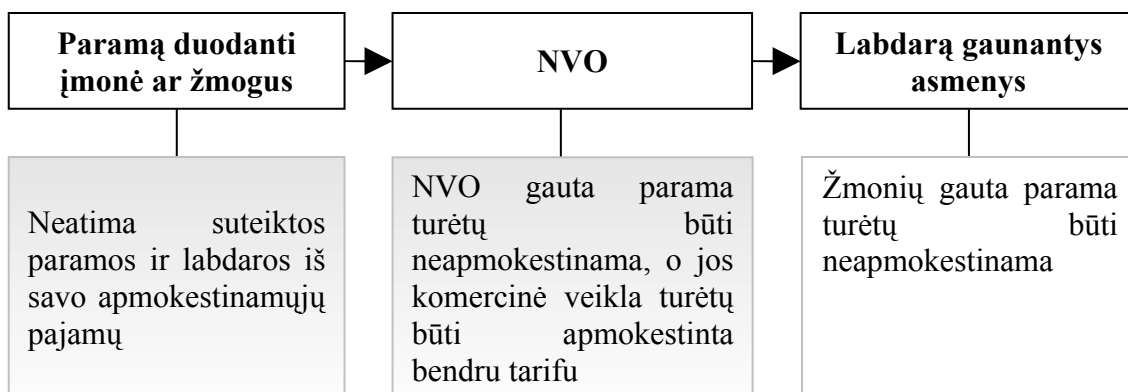 Paramą duodanti
įmonė ar žmogus
NVO
Labdarą gaunantys
asmenys
Neatima suteiktos
paramos ir labdaros iš
savo apmokestinamųjų
pajamų
NVO gauta parama
turėtų būti
neapmokestinama, o jos
komercinė veikla turėtų
būti apmokestinta
bendru tarifu
Žmonių gauta parama
turėtų būti
neapmokestinama